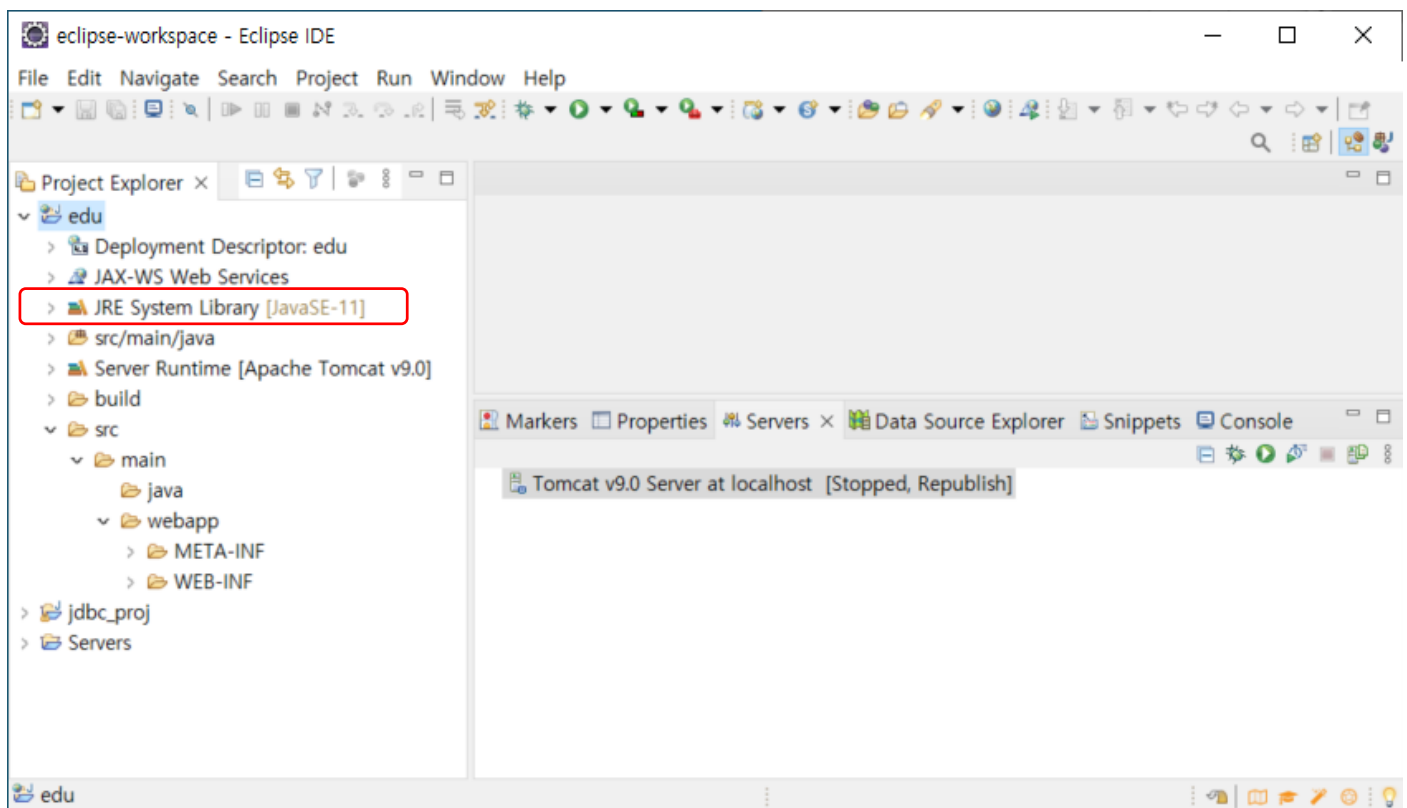 eclipse-workspace - Eclipse IDE
File Edit Navigate Search Project Run Window Help
Project Explorer
edu
Deployment Descriptor: edu
JAX-WS Web Services
JRE System Library [JavaSE-11]
src/main/java
Server Runtime [Apache Tomcat v9.0]
build
src
main
java
webapp
META-INF
WEB-INF
jdbc_proj
Servers
Markers Properties Servers Data Source Explorer Snippets Console
Tomcat v9.0 Server at localhost [Stopped, Republish]
edu